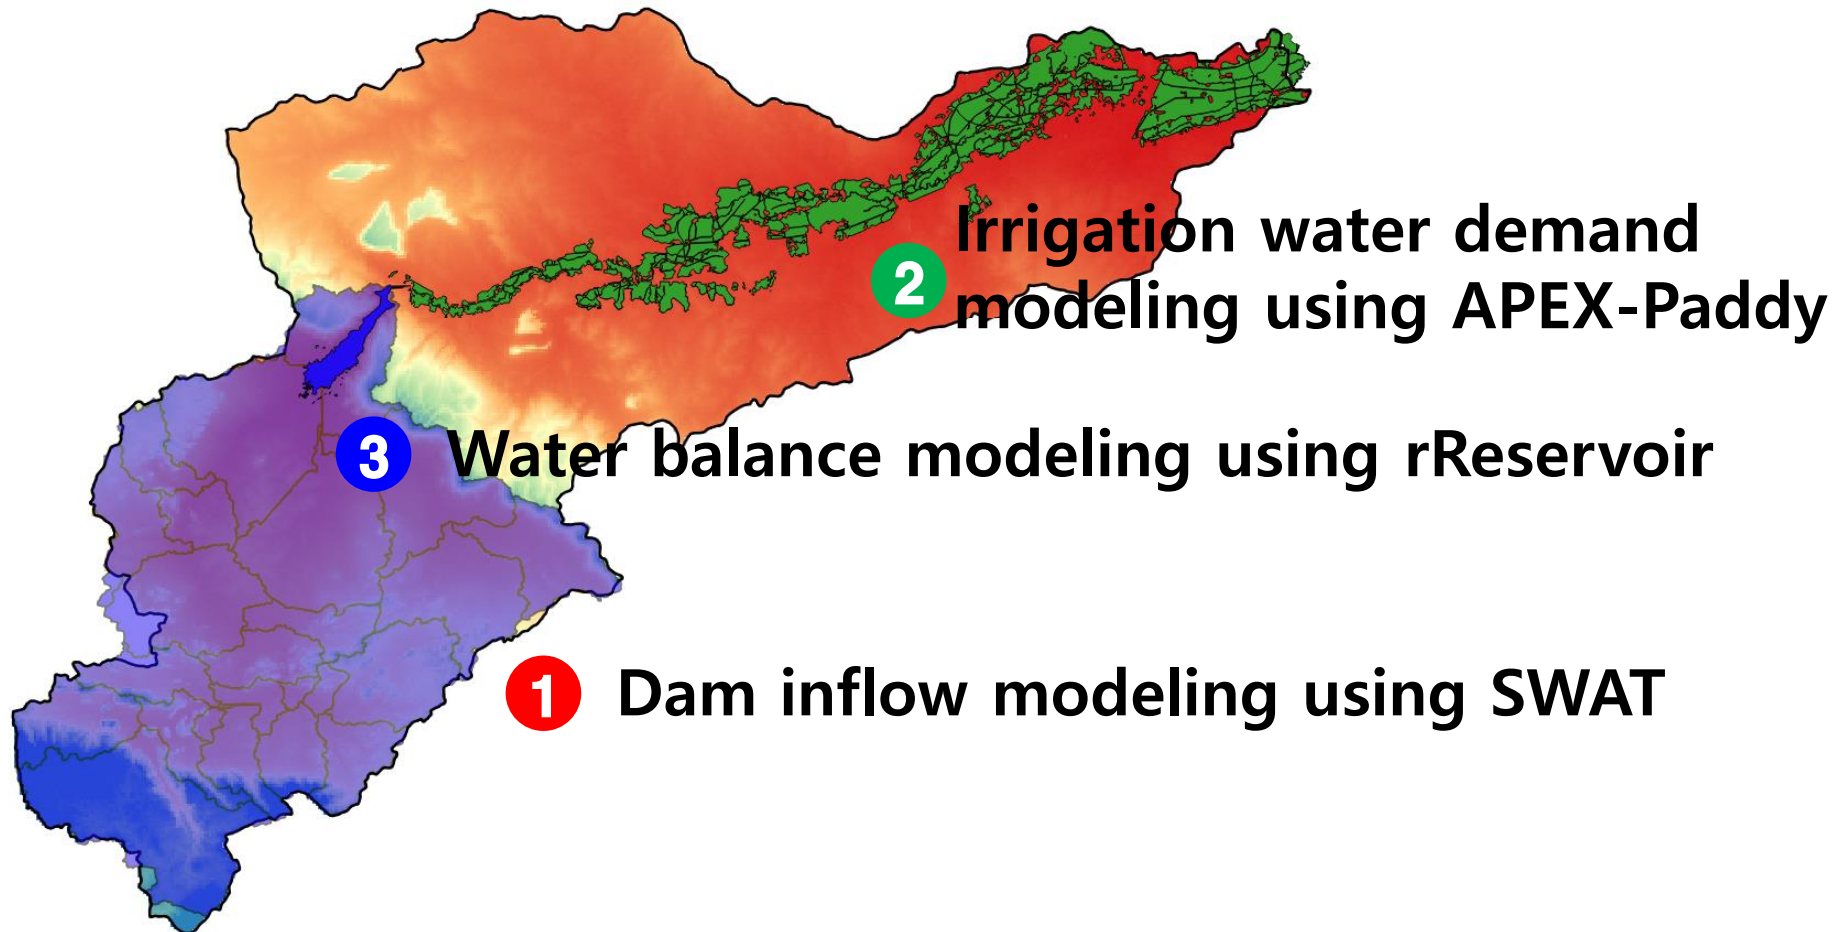 2 Irrigation water demand
modeling using APEX-Paddy
3 Water balance modeling using rReservoir
1 Dam inflow modeling using SWAT